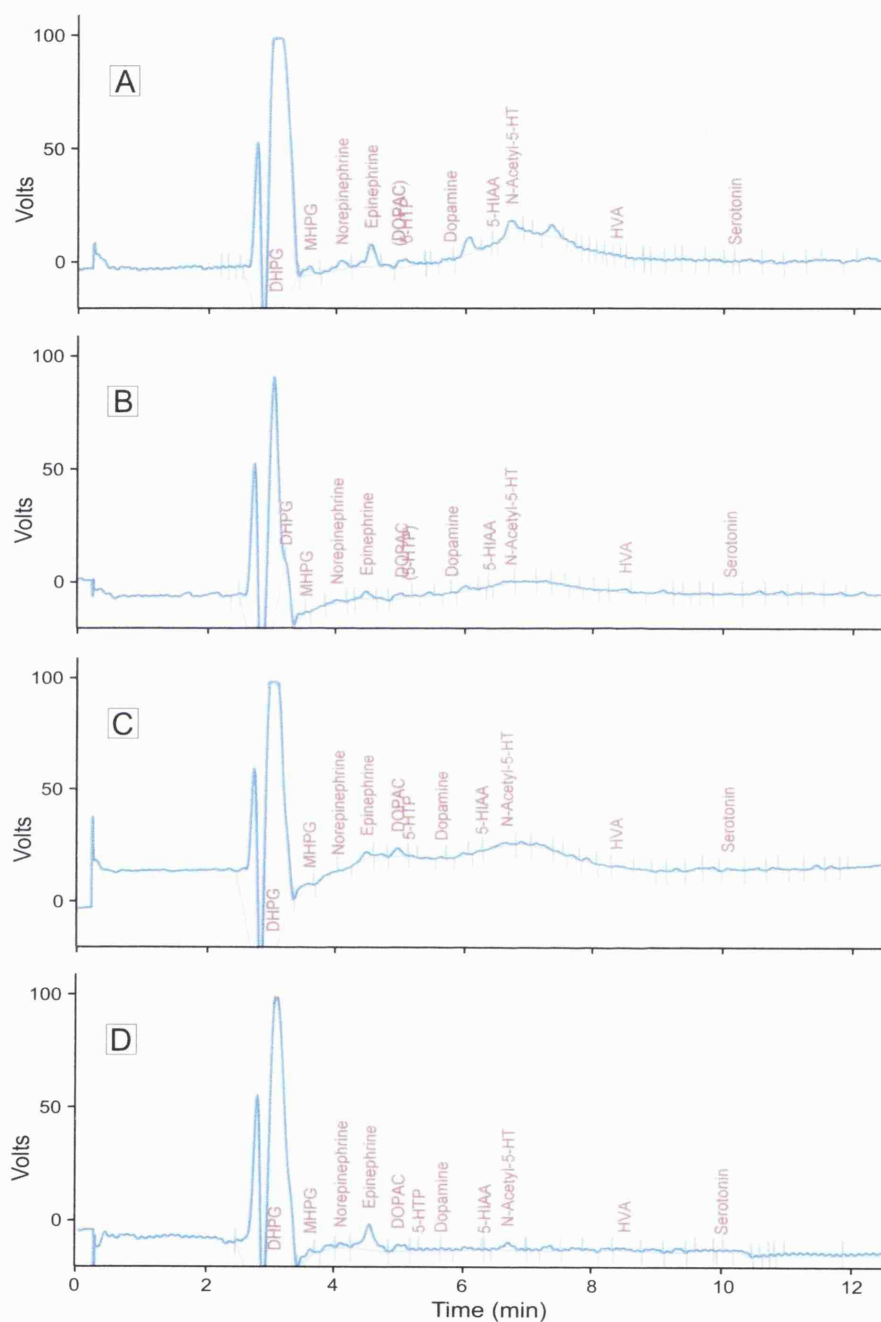 A
100
50
0
Volts
DHPG
MHPG
Norepinephrine
Epinephrine
(DOPAC)
5-HTP
Dopamine
5-HIAA
N-Acetyl-5-HT
HVA
Serotonin
B
100
50
0
Volts
DHPG
MHPG
Norepinephrine
Epinephrine
DOPAC
(5-HTP)
Dopamine
5-HIAA
N-Acetyl-5-HT
HVA
Serotonin
C
100
50
0
Volts
DHPG
MHPG
Norepinephrine
Epinephrine
DOPAC
5-HTP
Dopamine
5-HIAA
N-Acetyl-5-HT
HVA
Serotonin
D
100
50
0
Volts
DHPG
MHPG
Norepinephrine
Epinephrine
DOPAC
5-HTP
Dopamine
5-HIAA
N-Acetyl-5-HT
HVA
Serotonin
0 2 4 6 8 10 12
Time (min)